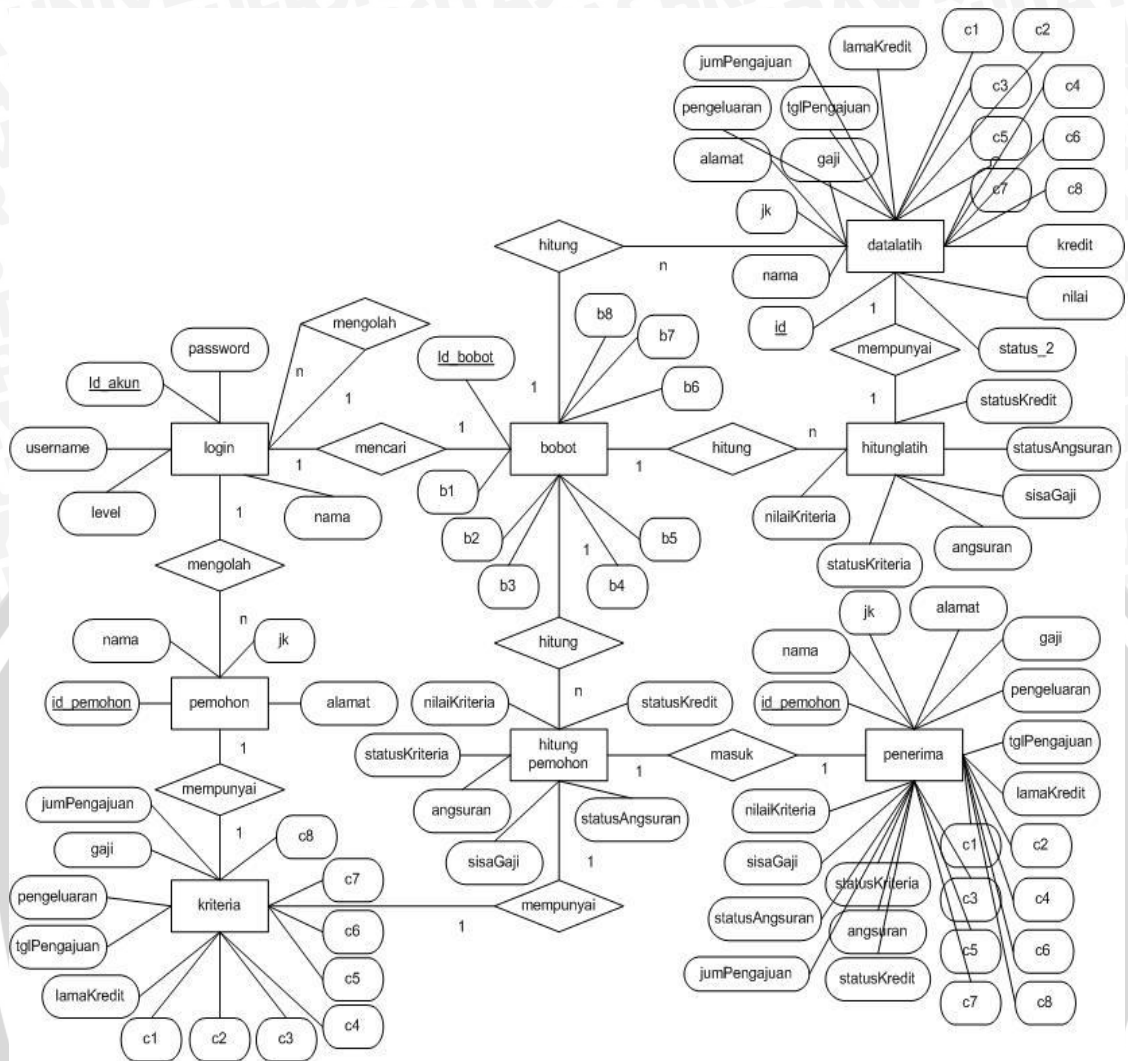 c1
c2
lamaKredit
jumPengajuan
c3
c4
pengeluaran
tglPengajuan
c5
c6
alamat
gaji
c7
c8
jk
hitung
datalatih
kredit
n
nama
nilai
mengolah
b8
1
id
b7
mempunyai
status_2
password
Id_bobot
n
Id_akun
b6
1
1
1
statusKredit
username
login
mencari
1
bobot
hitung
n
hitunglatih
statusAngsuran
1
1
b1
sisaGaji
level
nama
nilaiKriteria
1
b2
b5
1
angsuran
mengolah
b3
b4
statusKriteria
jk
alamat
n
nama
jk
hitung
nama
gaji
n
id_pemohon
pemohon
alamat
nilaiKriteria
statusKredit
id_pemohon
pengeluaran
1
statusKriteria
hitung
pemohon
masuk
penerima
tglPengajuan
1
1
mempunyai
angsuran
statusAngsuran
nilaiKriteria
lamaKredit
jumPengajuan
1
c8
c1
c2
gaji
sisaGaji
1
sisaGaji
c7
statusKriteria
pengeluaran
kriteria
mempunyai
c3
c4
1
statusAngsuran
angsuran
c6
tglPengajuan
c5
c6
c5
jumPengajuan
statusKredit
lamaKredit
c7
c8
c4
c1
c2
c3